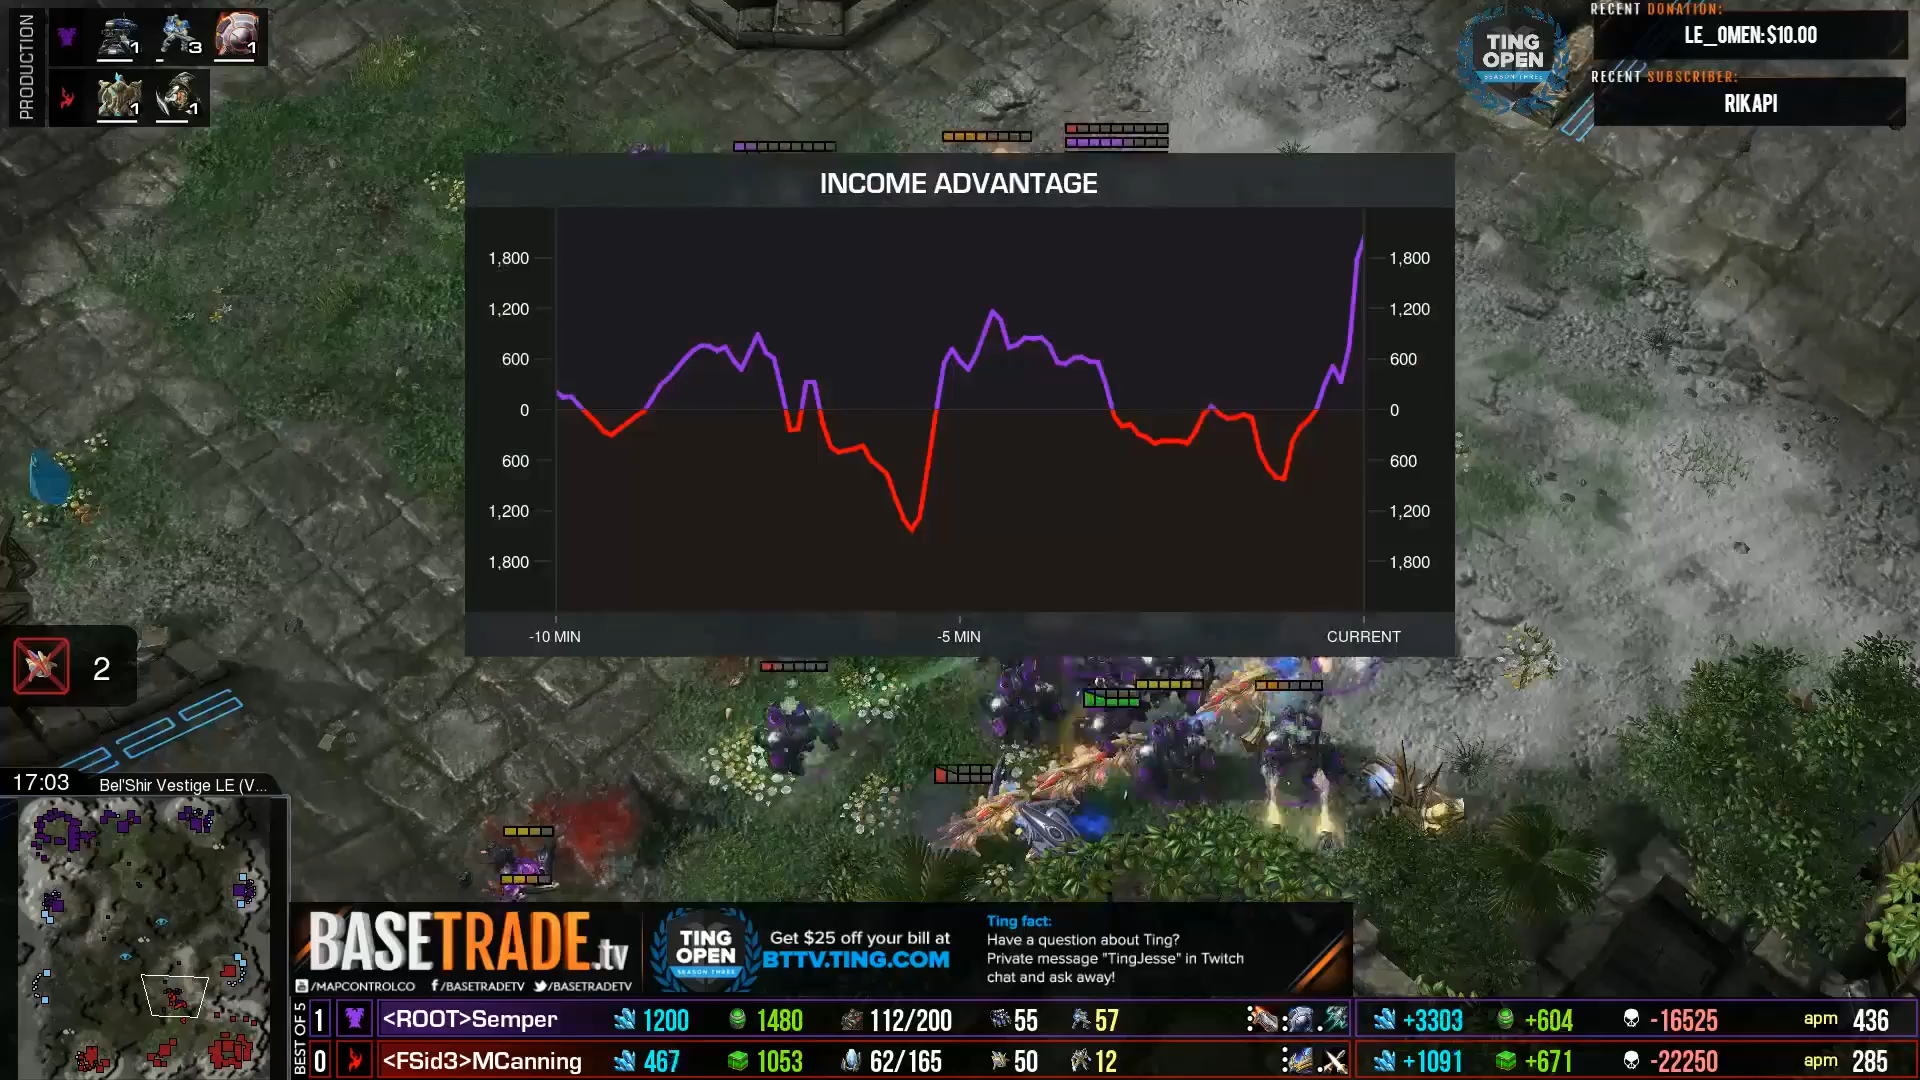 PRODUCTION
1
3
1
1
1
RECENT DONATION:
LE_OMEN:$10.00
RECENT SUBSCRIBER:
RIKAPI
TING
OPEN
SEASON THREE
INCOME ADVANTAGE
1,800
1,200
600
0
600
1,200
1,800
1,800
1,200
600
0
600
1,200
1,800
-10 MIN
-5 MIN
CURRENT
2
17:03
Bel'Shir Vestige LE (V...
BASETRADE.tv
/MAPCONTROLCO
/BASETRADETV
/BASETRADETV
TING
OPEN
SEASON THREE
Get $25 off your bill at
BTTV.TING.COM
Ting fact:
Have a question about Ting?
Private message "TingJesse" in Twitch
chat and ask away!
BEST OF 5
1 <ROOT>Semper 1200 1480 112/200 55 57 +3303 +604 -16525 apm 436
0 <FSid3>MCanning 467 1053 62/165 50 12 +1091 +671 -22250 apm 285